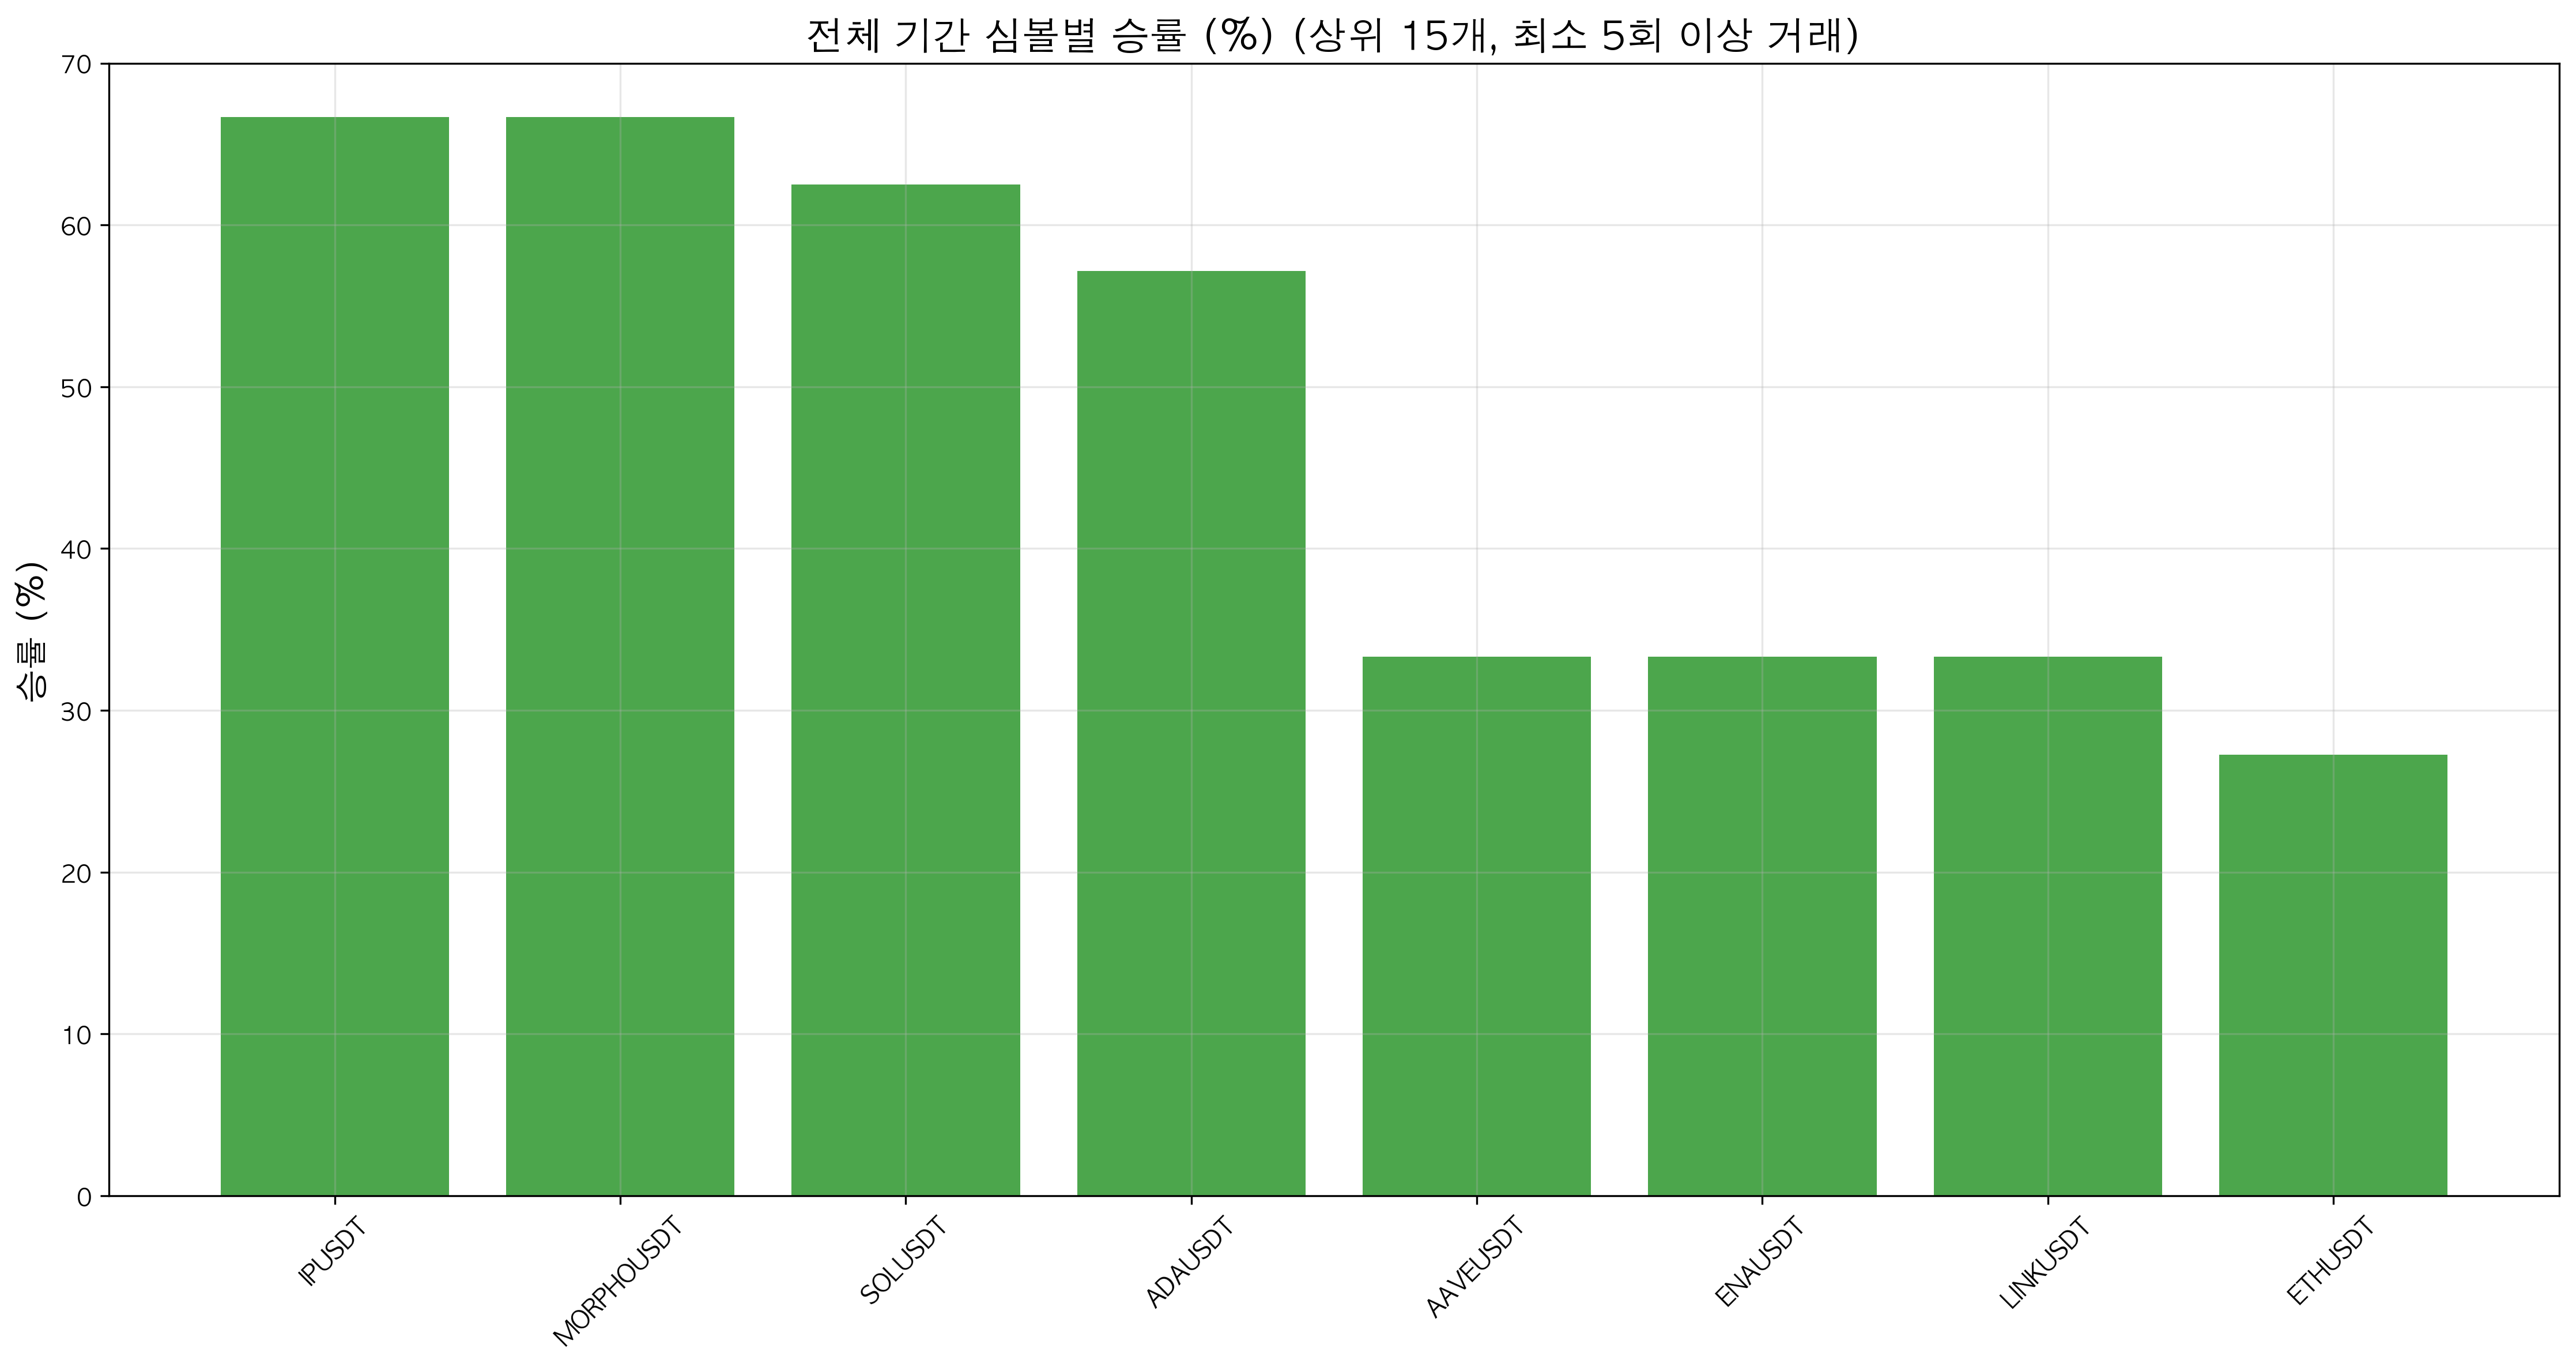 전체 기간 심볼별 승률 (%) (상위 15개, 최소 5회 이상 거래)
승률 (%)
70
60
50
40
30
20
10
0
IPUSDT
MORPHOUSDT
SOLUSDT
ADAUSDT
AAVEUSDT
ENAUSDT
LINKUSDT
ETHUSDT